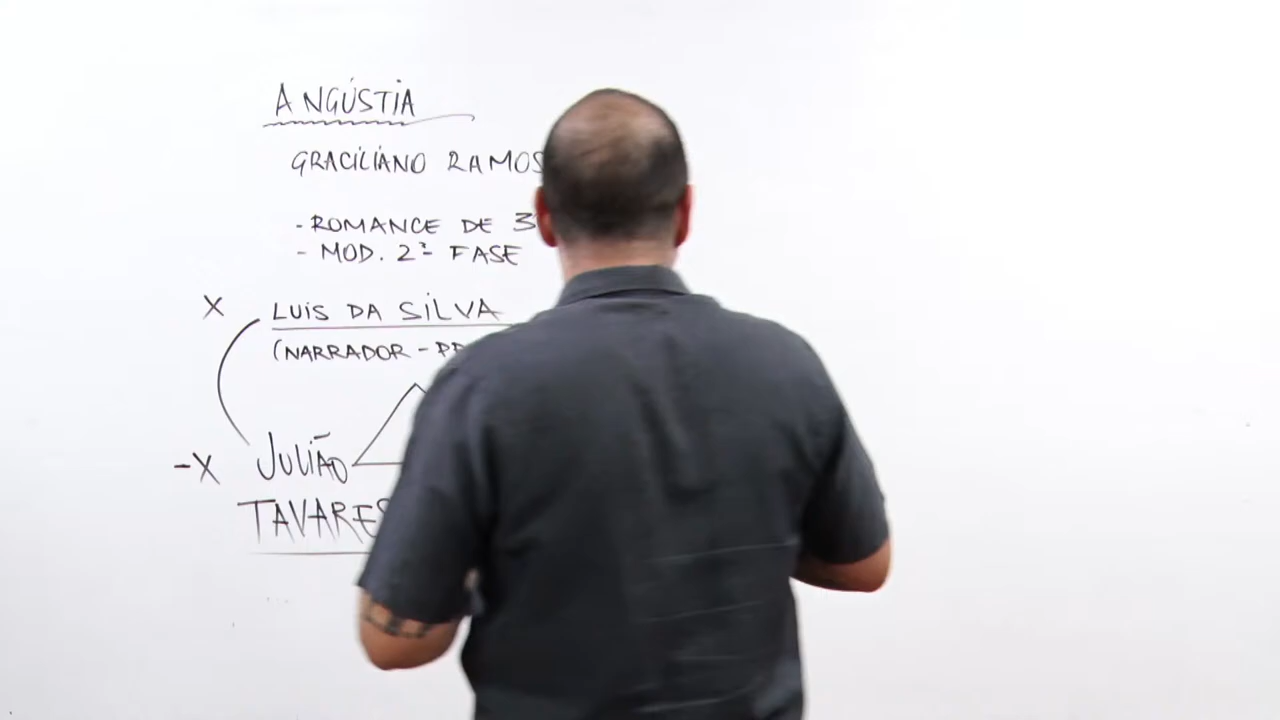 ANGÚSTIA
GRACILIANO RAMOS
- ROMANCE DE 3
- MOD. 2ª FASE
X LUIS DA SILVA
(NARRADOR -
-X JULIÃO
TAVARES